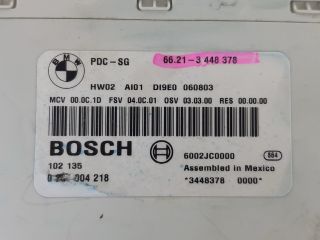 BMW
PDC-SG 66.21-3 448 378
HW02 AI01 DI9E0 060803
MCV 00.0C.1D FSV 04.0C.01 OSV 03.03.00 RES 00.00.00
BOSCH
6002JC0000 584
102 135
Assembled in Mexico
004 218
*3448378 0000*